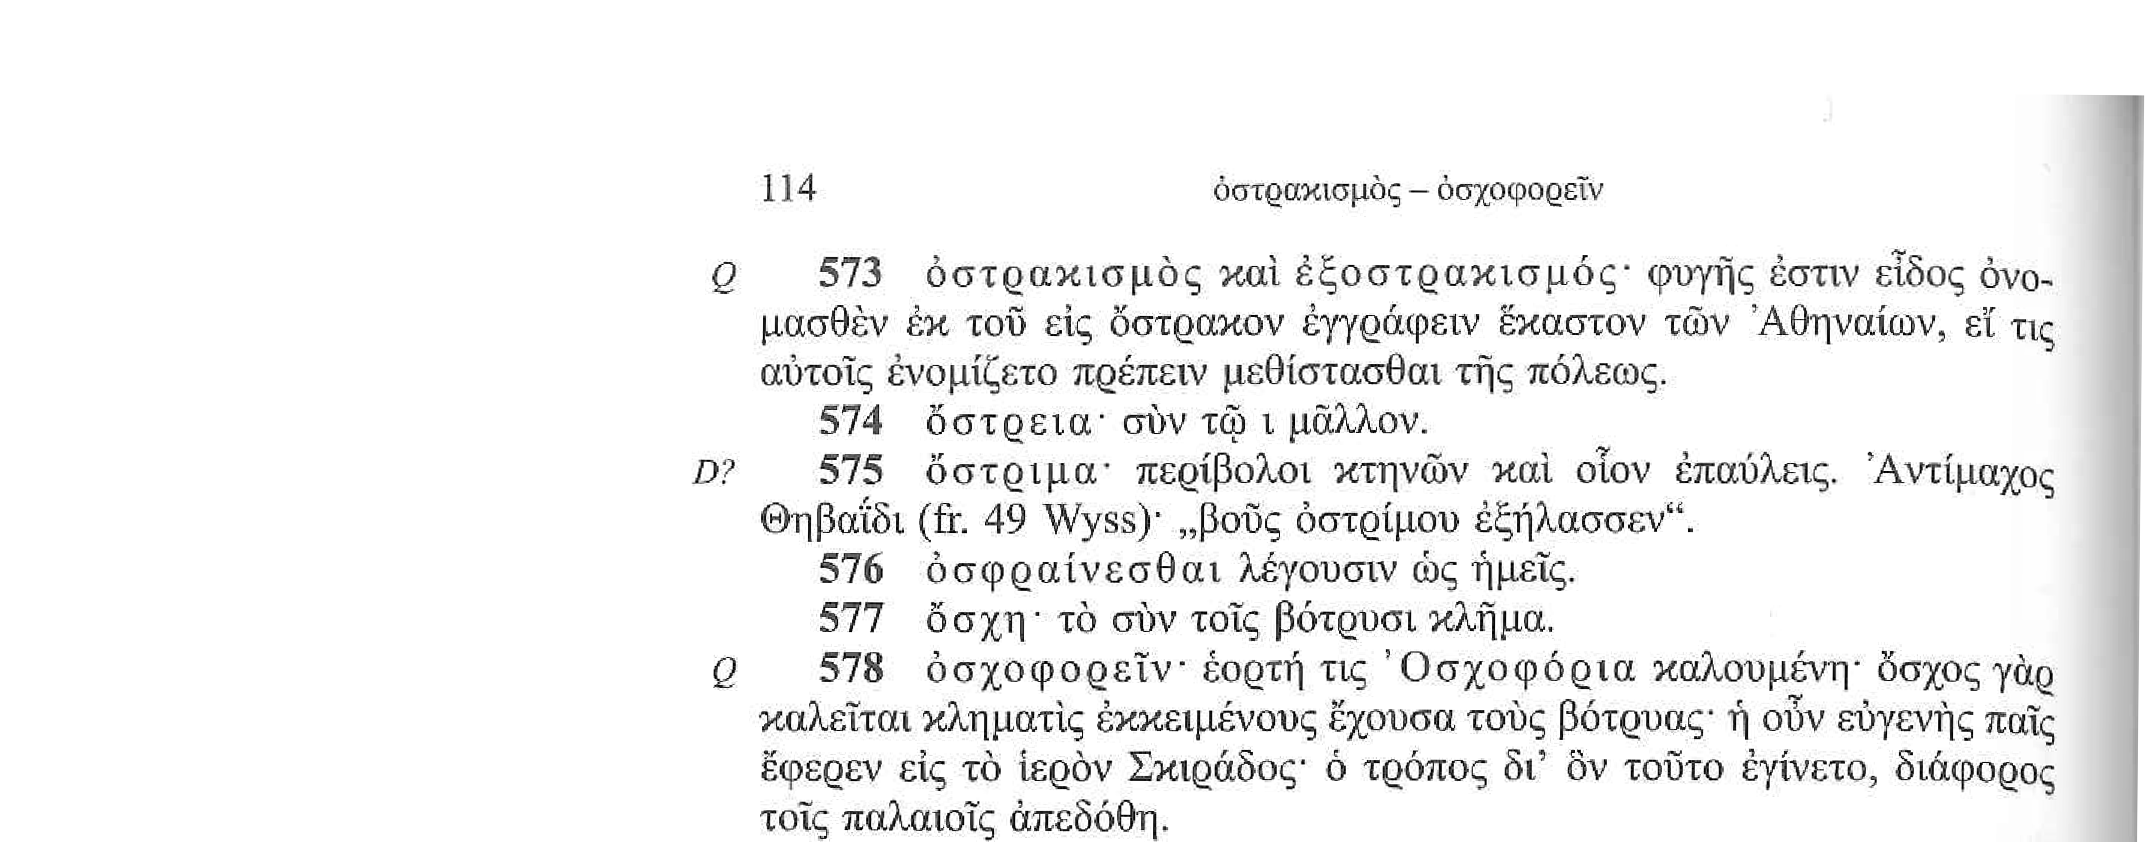 114 ὀστρακισμὸς – ὀσχοφορεῖν
Q 573 ὀστρακισμὸς καὶ ἐξοστρακισμός· φυγῆς ἐστιν εἶδος ὀνο-
μασθὲν ἐκ τοῦ εἰς ὄστρακον ἐγγράφειν ἕκαστον τῶν Ἀθηναίων, εἴ τις
αὐτοῖς ἐνομίζετο πρέπειν μεθίστασθαι τῆς πόλεως.
574 ὄστρεια· σὺν τῷ ι μᾶλλον.
D? 575 ὄστριμα· περίβολοι κτηνῶν καὶ οἷον ἐπαύλεις. Ἀντίμαχος
Θηβαΐδι (fr. 49 Wyss)· „βοῦς ὀστρίμου ἐξήλασσεν“.
576 ὀσφραίνεσθαι λέγουσιν ὡς ἡμεῖς.
577 ὄσχη· τὸ σὺν τοῖς βότρυσι κλῆμα.
Q 578 ὀσχοφορεῖν· ἑορτή τις Ὀσχοφόρια καλουμένη· ὄσχος γὰρ
καλεῖται κληματὶς ἐκκειμένους ἔχουσα τοὺς βότρυας· ἡ οὖν εὐγενὴς παῖς
ἔφερεν εἰς τὸ ἱερὸν Σκιράδος· ὁ τρόπος δι’ ὃν τοῦτο ἐγίνετο, διάφορος
τοῖς παλαιοῖς ἀπεδόθη.